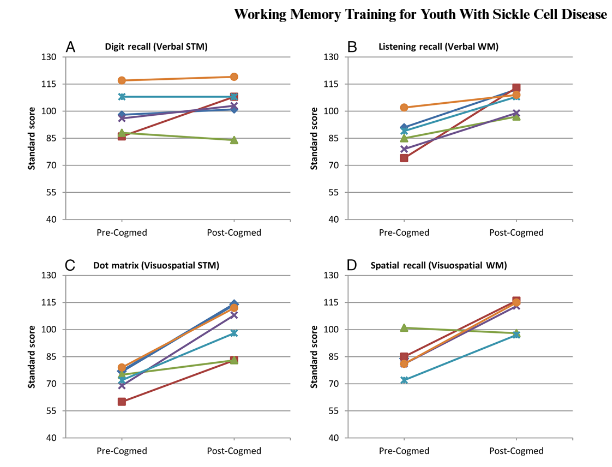 Working Memory Training for Youth With Sickle Cell Disease
A Digit recall (Verbal STM)
130
115
100
85
70
55
40
Standard score
Pre-Cogmed Post-Cogmed
B Listening recall (Verbal WM)
130
115
100
85
70
55
40
Standard score
Pre-Cogmed Post-Cogmed
C Dot matrix (Visuospatial STM)
130
115
100
85
70
55
40
Standard score
Pre-Cogmed Post-Cogmed
D Spatial recall (Visuospatial WM)
130
115
100
85
70
55
40
Standard score
Pre-Cogmed Post-Cogmed